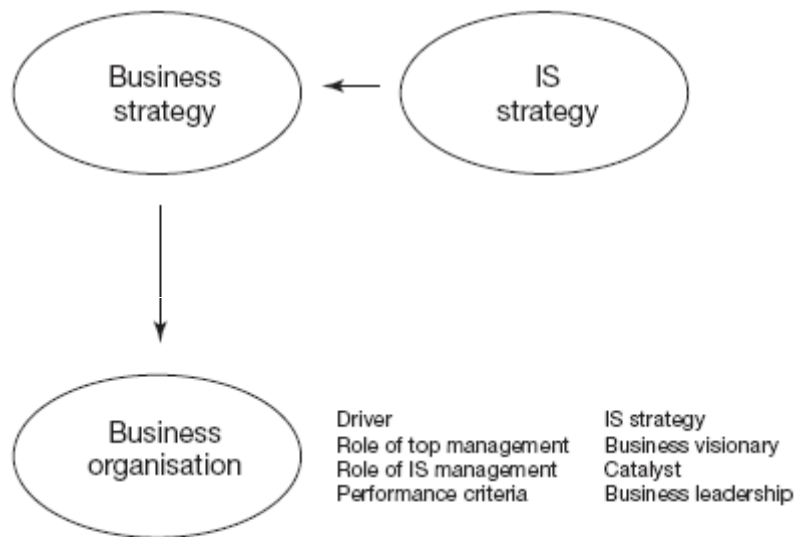 Business
strategy
IS
strategy
Business
organisation
Driver IS strategy
Role of top management Business visionary
Role of IS management Catalyst
Performance criteria Business leadership